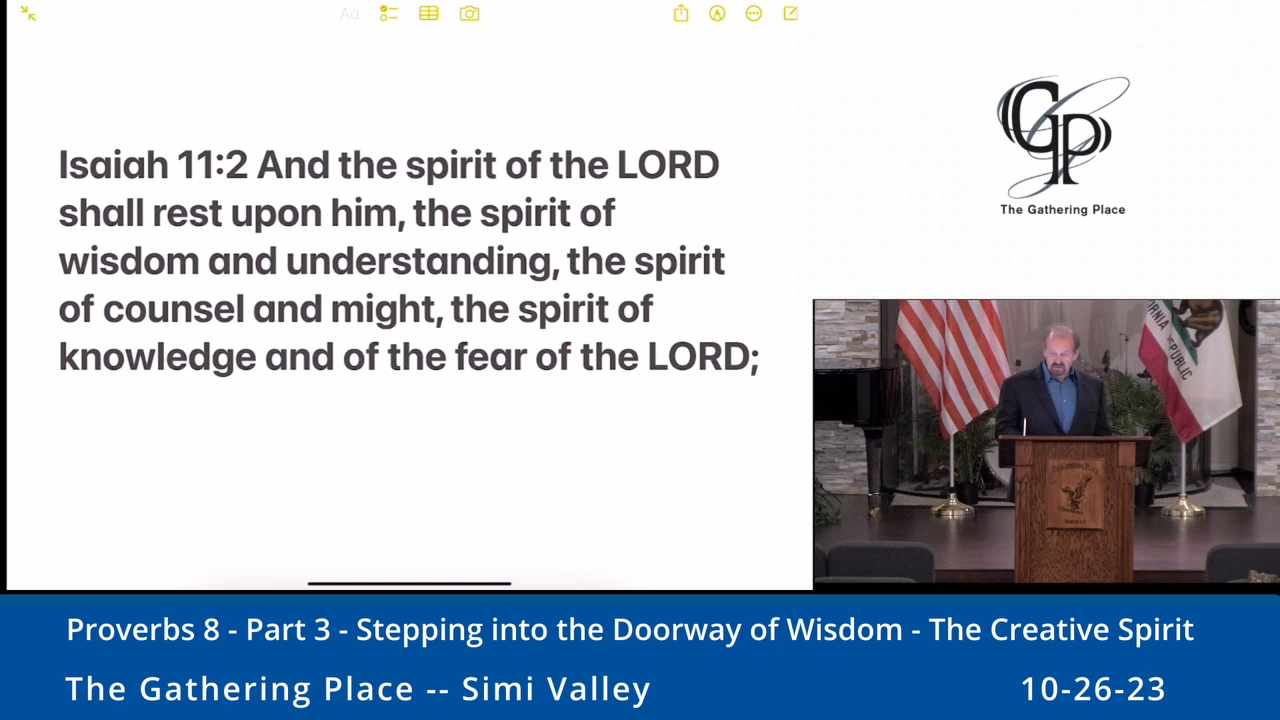 Aa
Isaiah 11:2 And the spirit of the LORD
shall rest upon him, the spirit of
wisdom and understanding, the spirit
of counsel and might, the spirit of
knowledge and of the fear of the LORD;
GP
The Gathering Place
PUBLIC
Proverbs 8 - Part 3 - Stepping into the Doorway of Wisdom - The Creative Spirit
The Gathering Place -- Simi Valley
10-26-23